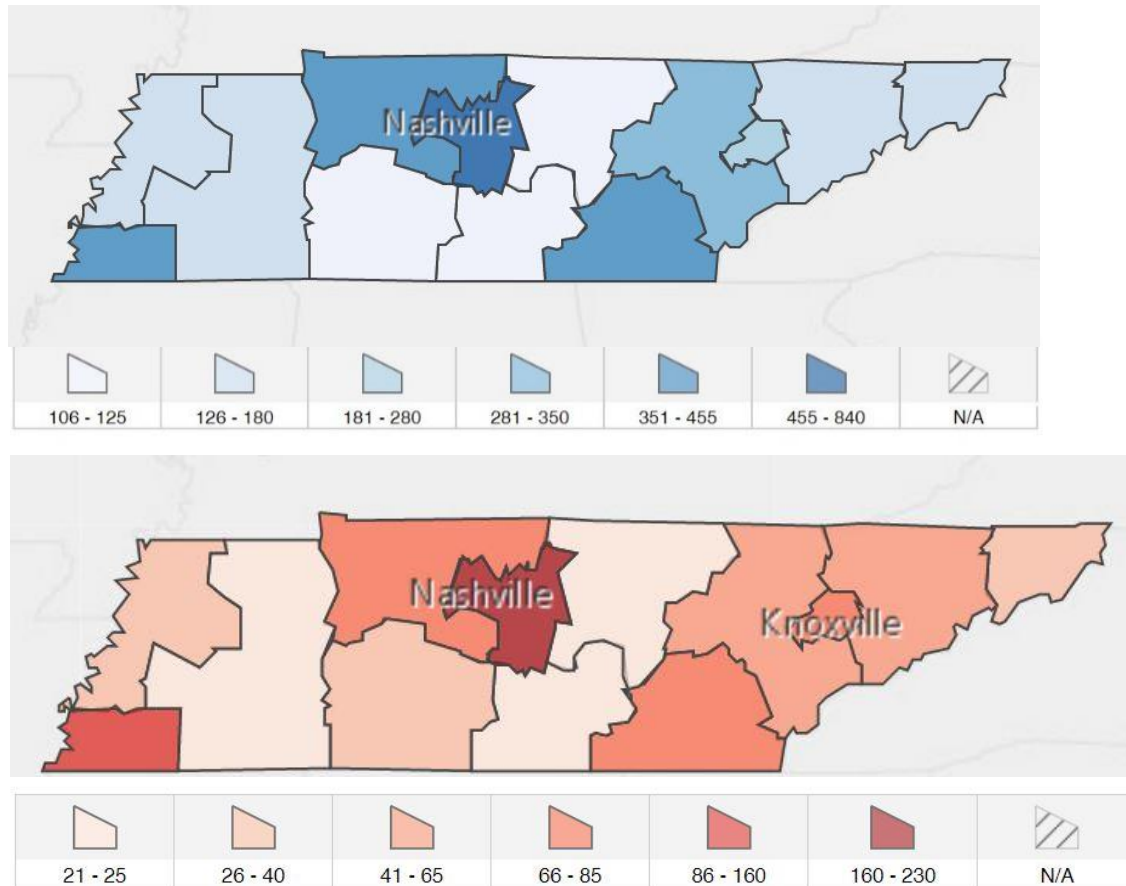 Nashville
106 - 125 126 - 180 181 - 280 281 - 350 351 - 455 455 - 840 N/A
Nashville
Knoxville
21 - 25 26 - 40 41 - 65 66 - 85 86 - 160 160 - 230 N/A